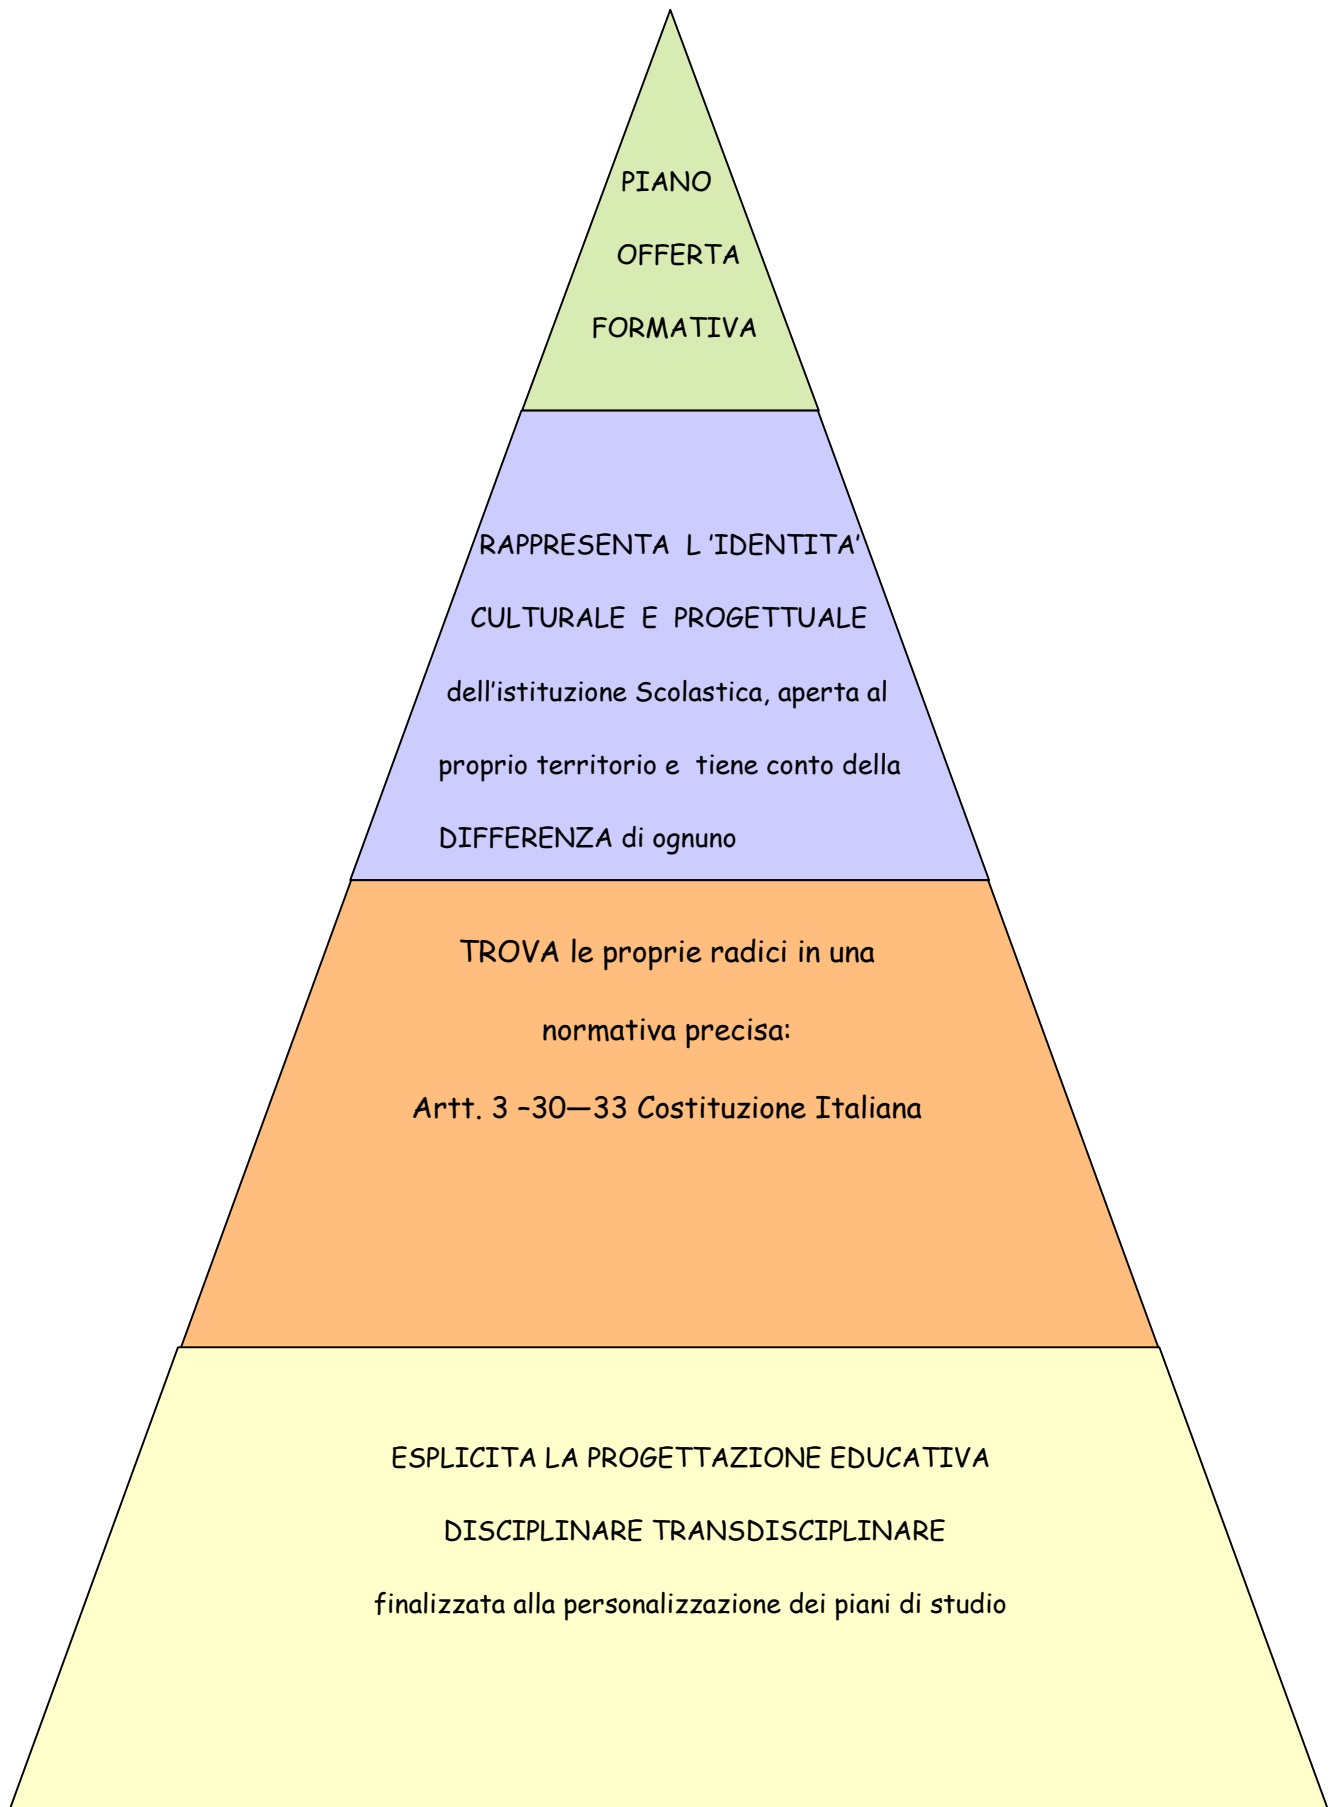 PIANO
OFFERTA
FORMATIVA
RAPPRESENTA L 'IDENTITA'
CULTURALE E PROGETTUALE
dell'istituzione Scolastica, aperta al
proprio territorio e tiene conto della
DIFFERENZA di ognuno
TROVA le proprie radici in una
normativa precisa:
Artt. 3 –30—33 Costituzione Italiana
ESPLICITA LA PROGETTAZIONE EDUCATIVA
DISCIPLINARE TRANSDISCIPLINARE
finalizzata alla personalizzazione dei piani di studio